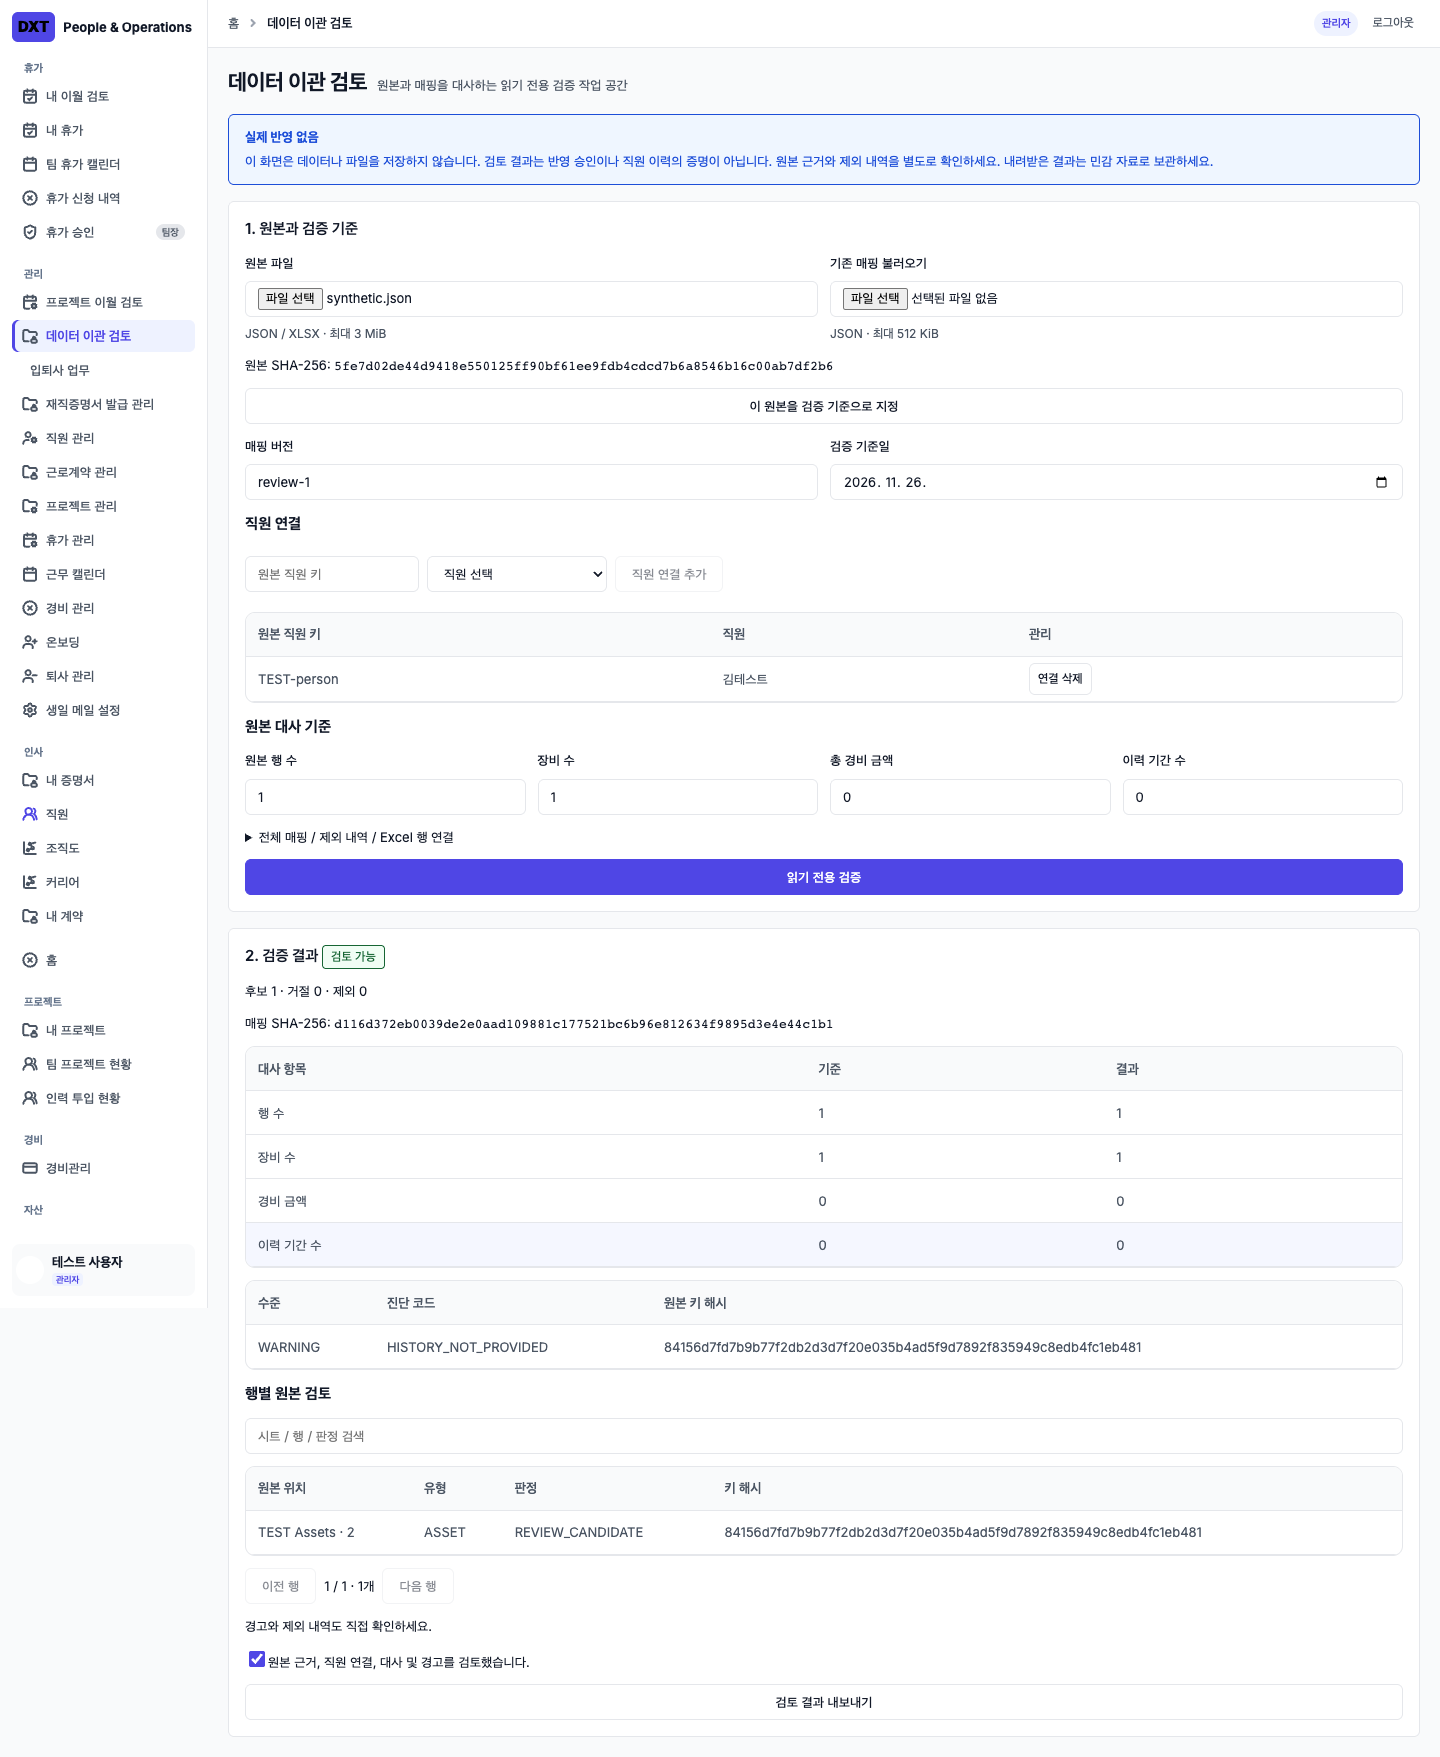 DXT People & Operations
휴가
내 이월 검토
내 휴가
팀 휴가 캘린더
휴가 신청 내역
휴가 승인 팀장
관리
프로젝트 이월 검토
데이터 이관 검토
입퇴사 업무
재직증명서 발급 관리
직원 관리
근로계약 관리
프로젝트 관리
휴가 관리
근무 캘린더
경비 관리
온보딩
퇴사 관리
생일 메일 설정
인사
내 증명서
직원
조직도
커리어
내 계약
홈
프로젝트
내 프로젝트
팀 프로젝트 현황
인력 투입 현황
경비
경비관리
자산
테스트 사용자
관리자
홈 > 데이터 이관 검토
관리자 로그아웃
데이터 이관 검토 원본과 매핑을 대사하는 읽기 전용 검증 작업 공간
실제 반영 없음
이 화면은 데이터나 파일을 저장하지 않습니다. 검토 결과는 반영 승인이나 직원 이력의 증명이 아닙니다. 원본 근거와 제외 내역을 별도로 확인하세요. 내려받은 결과는 민감 자료로 보관하세요.
1. 원본과 검증 기준
원본 파일 기존 매핑 불러오기
파일 선택 synthetic.json 파일 선택 선택된 파일 없음
JSON / XLSX · 최대 3 MiB JSON · 최대 512 KiB
원본 SHA-256: 5fe7d02de44d9418e550125ff90bf61ee9fdb4cdcd7b6a8546b16c00ab7df2b6
이 원본을 검증 기준으로 지정
매핑 버전 검증 기준일
review-1 2026. 11. 26.
직원 연결
원본 직원 키 직원 선택 직원 연결 추가
원본 직원 키 직원 관리
TEST-person 김테스트 연결 삭제
원본 대사 기준
원본 행 수 장비 수 총 경비 금액 이력 기간 수
1 1 0 0
▶ 전체 매핑 / 제외 내역 / Excel 행 연결
읽기 전용 검증
2. 검증 결과 검토 가능
후보 1 · 거절 0 · 제외 0
매핑 SHA-256: d116d372eb0039de2e0aad109881c177521bc6b96e812634f9895d3e4e44c1b1
대사 항목 기준 결과
행 수 1 1
장비 수 1 1
경비 금액 0 0
이력 기간 수 0 0
수준 진단 코드 원본 키 해시
WARNING HISTORY_NOT_PROVIDED 84156d7fd7b9b77f2db2d3d7f20e035b4ad5f9d7892f835949c8edb4fc1eb481
행별 원본 검토
시트 / 행 / 판정 검색
원본 위치 유형 판정 키 해시
TEST Assets · 2 ASSET REVIEW_CANDIDATE 84156d7fd7b9b77f2db2d3d7f20e035b4ad5f9d7892f835949c8edb4fc1eb481
이전 행 1 / 1 · 1개 다음 행
경고와 제외 내역도 직접 확인하세요.
원본 근거, 직원 연결, 대사 및 경고를 검토했습니다.
검토 결과 내보내기